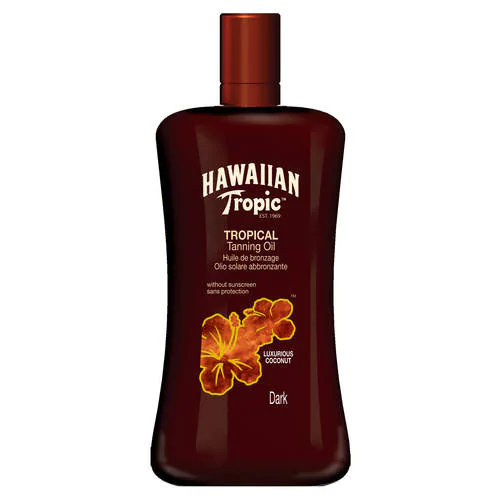 HAWAIIAN
Tropic™
EST. 1969
TROPICAL
Tanning Oil
Huile de bronzage
Olio solare abbronzante
without sunscreen
sans protection
™
LUXURIOUS
COCONUT
Dark